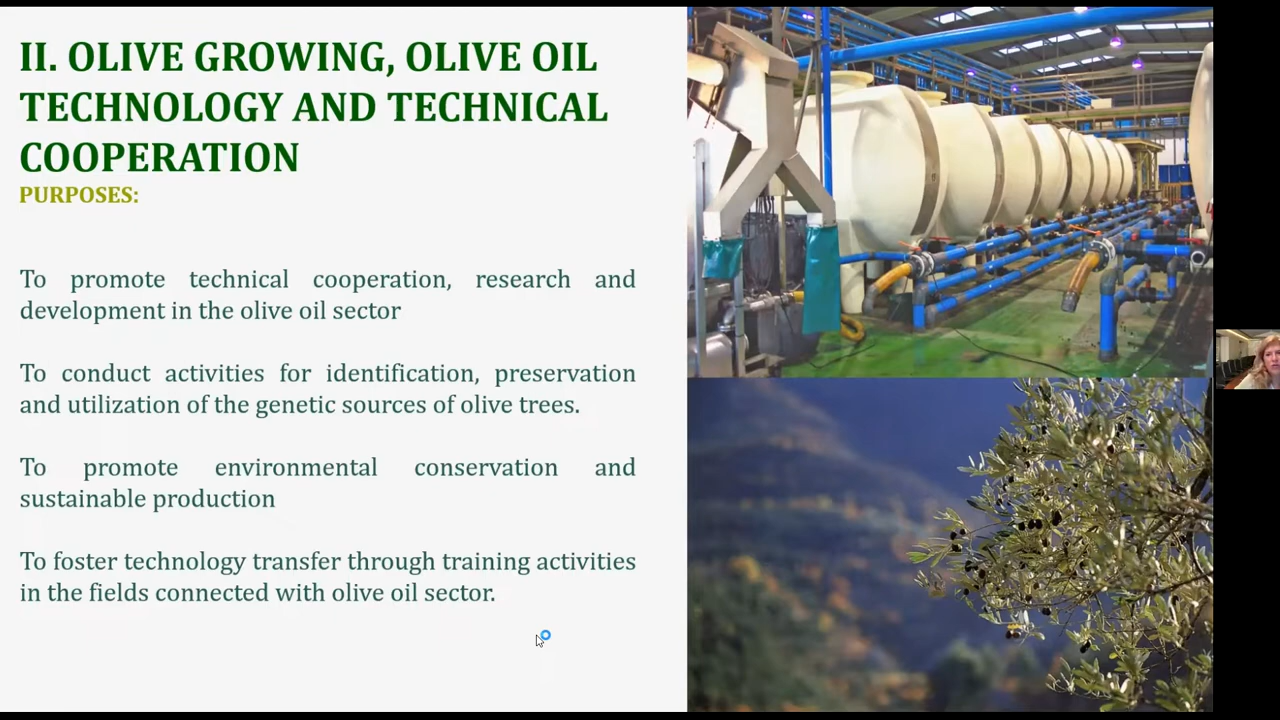 II. OLIVE GROWING, OLIVE OIL
TECHNOLOGY AND TECHNICAL
COOPERATION
PURPOSES:
To promote technical cooperation, research and
development in the olive oil sector
To conduct activities for identification, preservation
and utilization of the genetic sources of olive trees.
To promote environmental conservation and
sustainable production
To foster technology transfer through training activities
in the fields connected with olive oil sector.